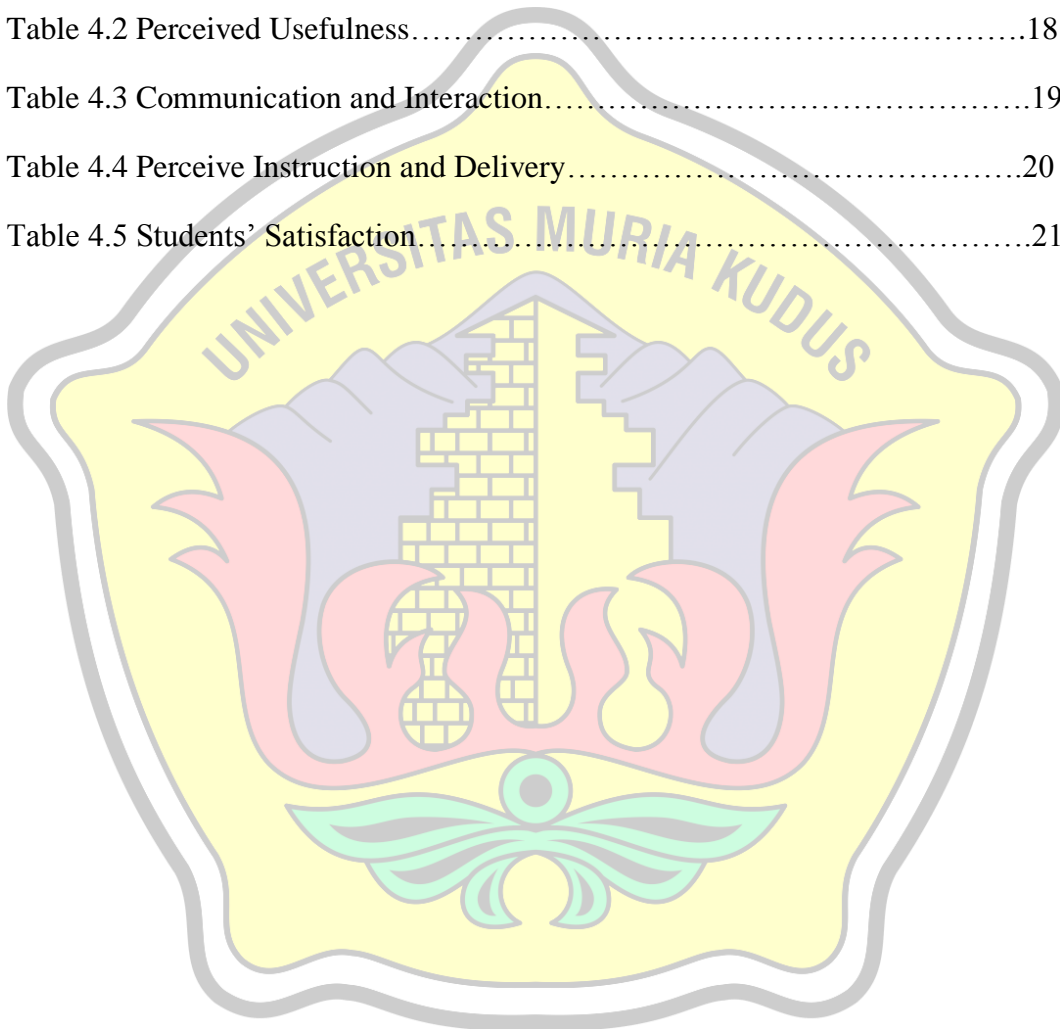 Table 4.2 Perceived Usefulness…………………………………………………….18
Table 4.3 Communication and Interaction…………………………………………19
Table 4.4 Perceive Instruction and Delivery……………………………………….20
Table 4.5 Students’ Satisfaction…………………………………………………….21
UNIVERSITAS MURIA KUDUS